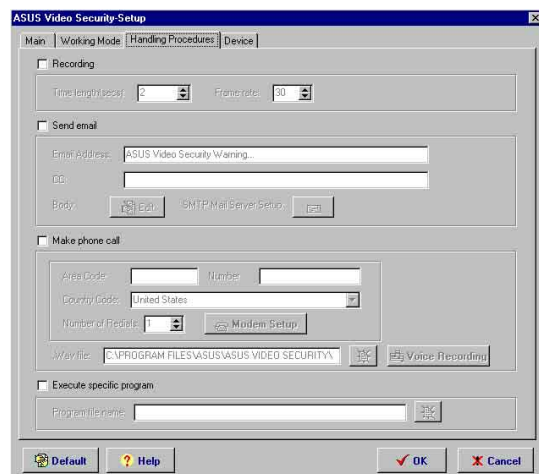 ASUS Video Security-Setup
Main Working Mode Handling Procedures Device
Recording
Time length(secs): 2 Frame rate: 30
Send email
Email Address: ASUS Video Security Warning...
CC:
Body: Edit SMTP Mail Server Setup:
Make phone call
Area Code: Number:
Country Code: United States
Number of Redials: 1 Modem Setup
.Wav file: C:\PROGRAM FILES\ASUS\ASUS VIDEO SECURITY\ Voice Recording
Execute specific program
Program file name:
Default ? Help OK Cancel